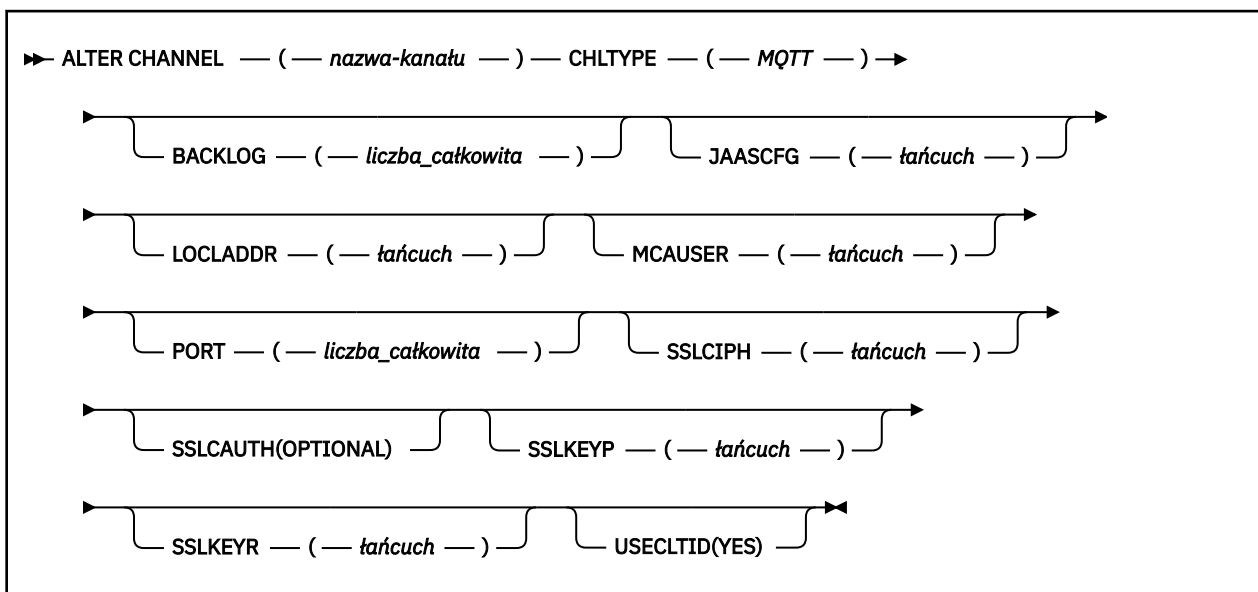 ALTER CHANNEL ( nazwa-kanału ) CHLTYPE ( MQTT )
BACKLOG ( liczba_całkowita ) JAASCFG ( łańcuch )
LOCLADDR ( łańcuch ) MCAUSER ( łańcuch )
PORT ( liczba_całkowita ) SSLCIPH ( łańcuch )
SSLCAUTH(OPTIONAL) SSLKEYP ( łańcuch )
SSLKEYR ( łańcuch ) USECLTID(YES)